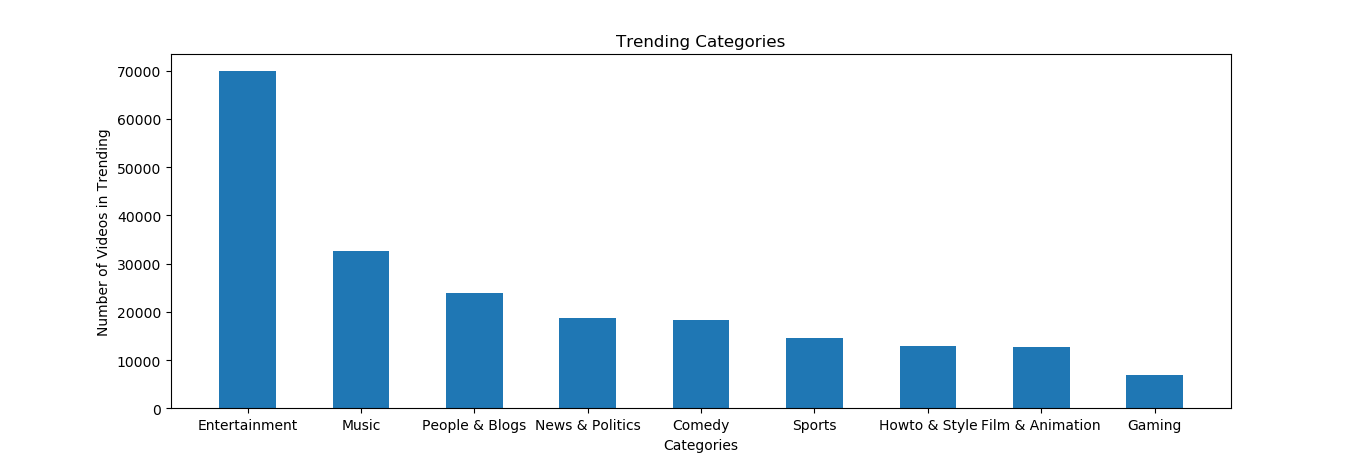 Trending Categories
Number of Videos in Trending
70000
60000
50000
40000
30000
20000
10000
0
Entertainment Music People & Blogs News & Politics Comedy Sports Howto & Style Film & Animation Gaming
Categories